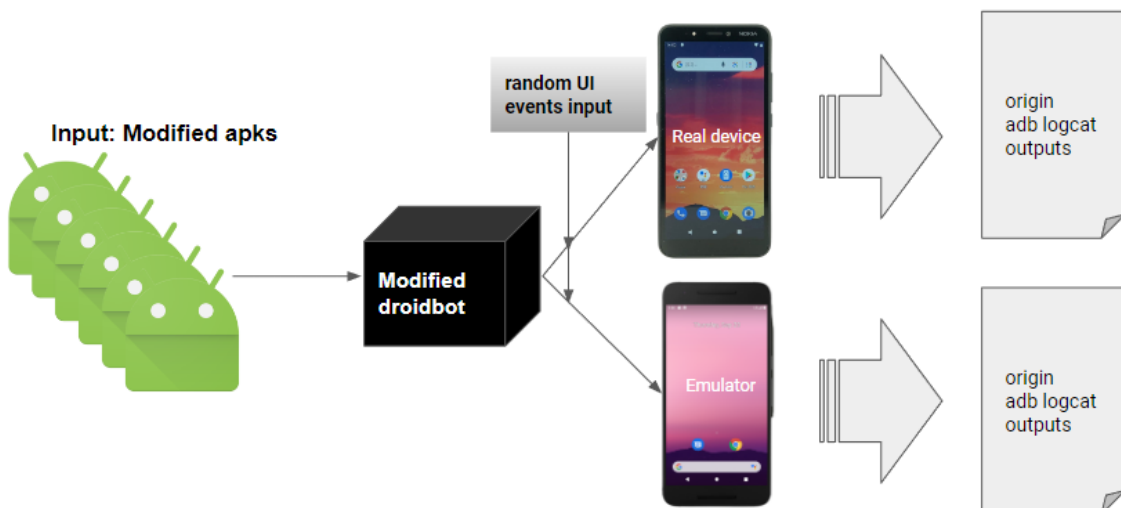 Input: Modified apks
Modified
droidbot
random UI
events input
NOKIA
Real device
Emulator
origin
adb logcat
outputs
origin
adb logcat
outputs